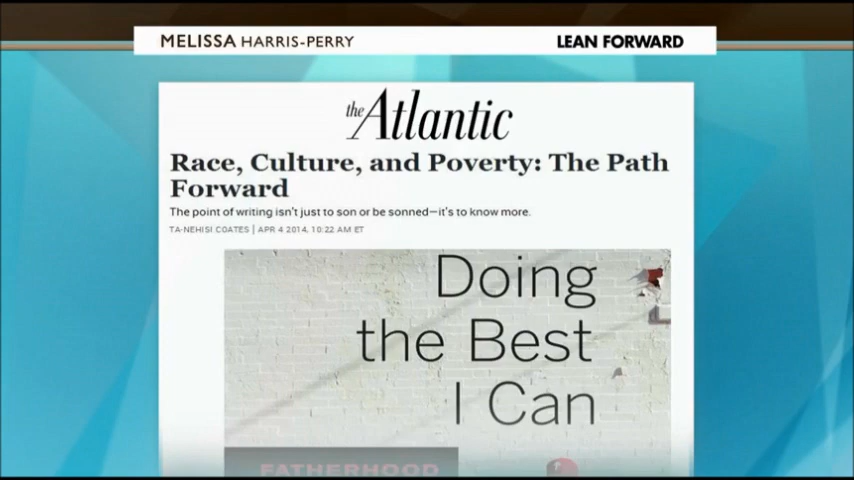 MELISSA HARRIS-PERRY LEAN FORWARD
the Atlantic
Race, Culture, and Poverty: The Path
Forward
The point of writing isn't just to son or be sonned—it's to know more.
TA-NEHISI COATES | APR 4 2014, 10:22 AM ET
Doing
the Best
I Can
FATHERHOOD